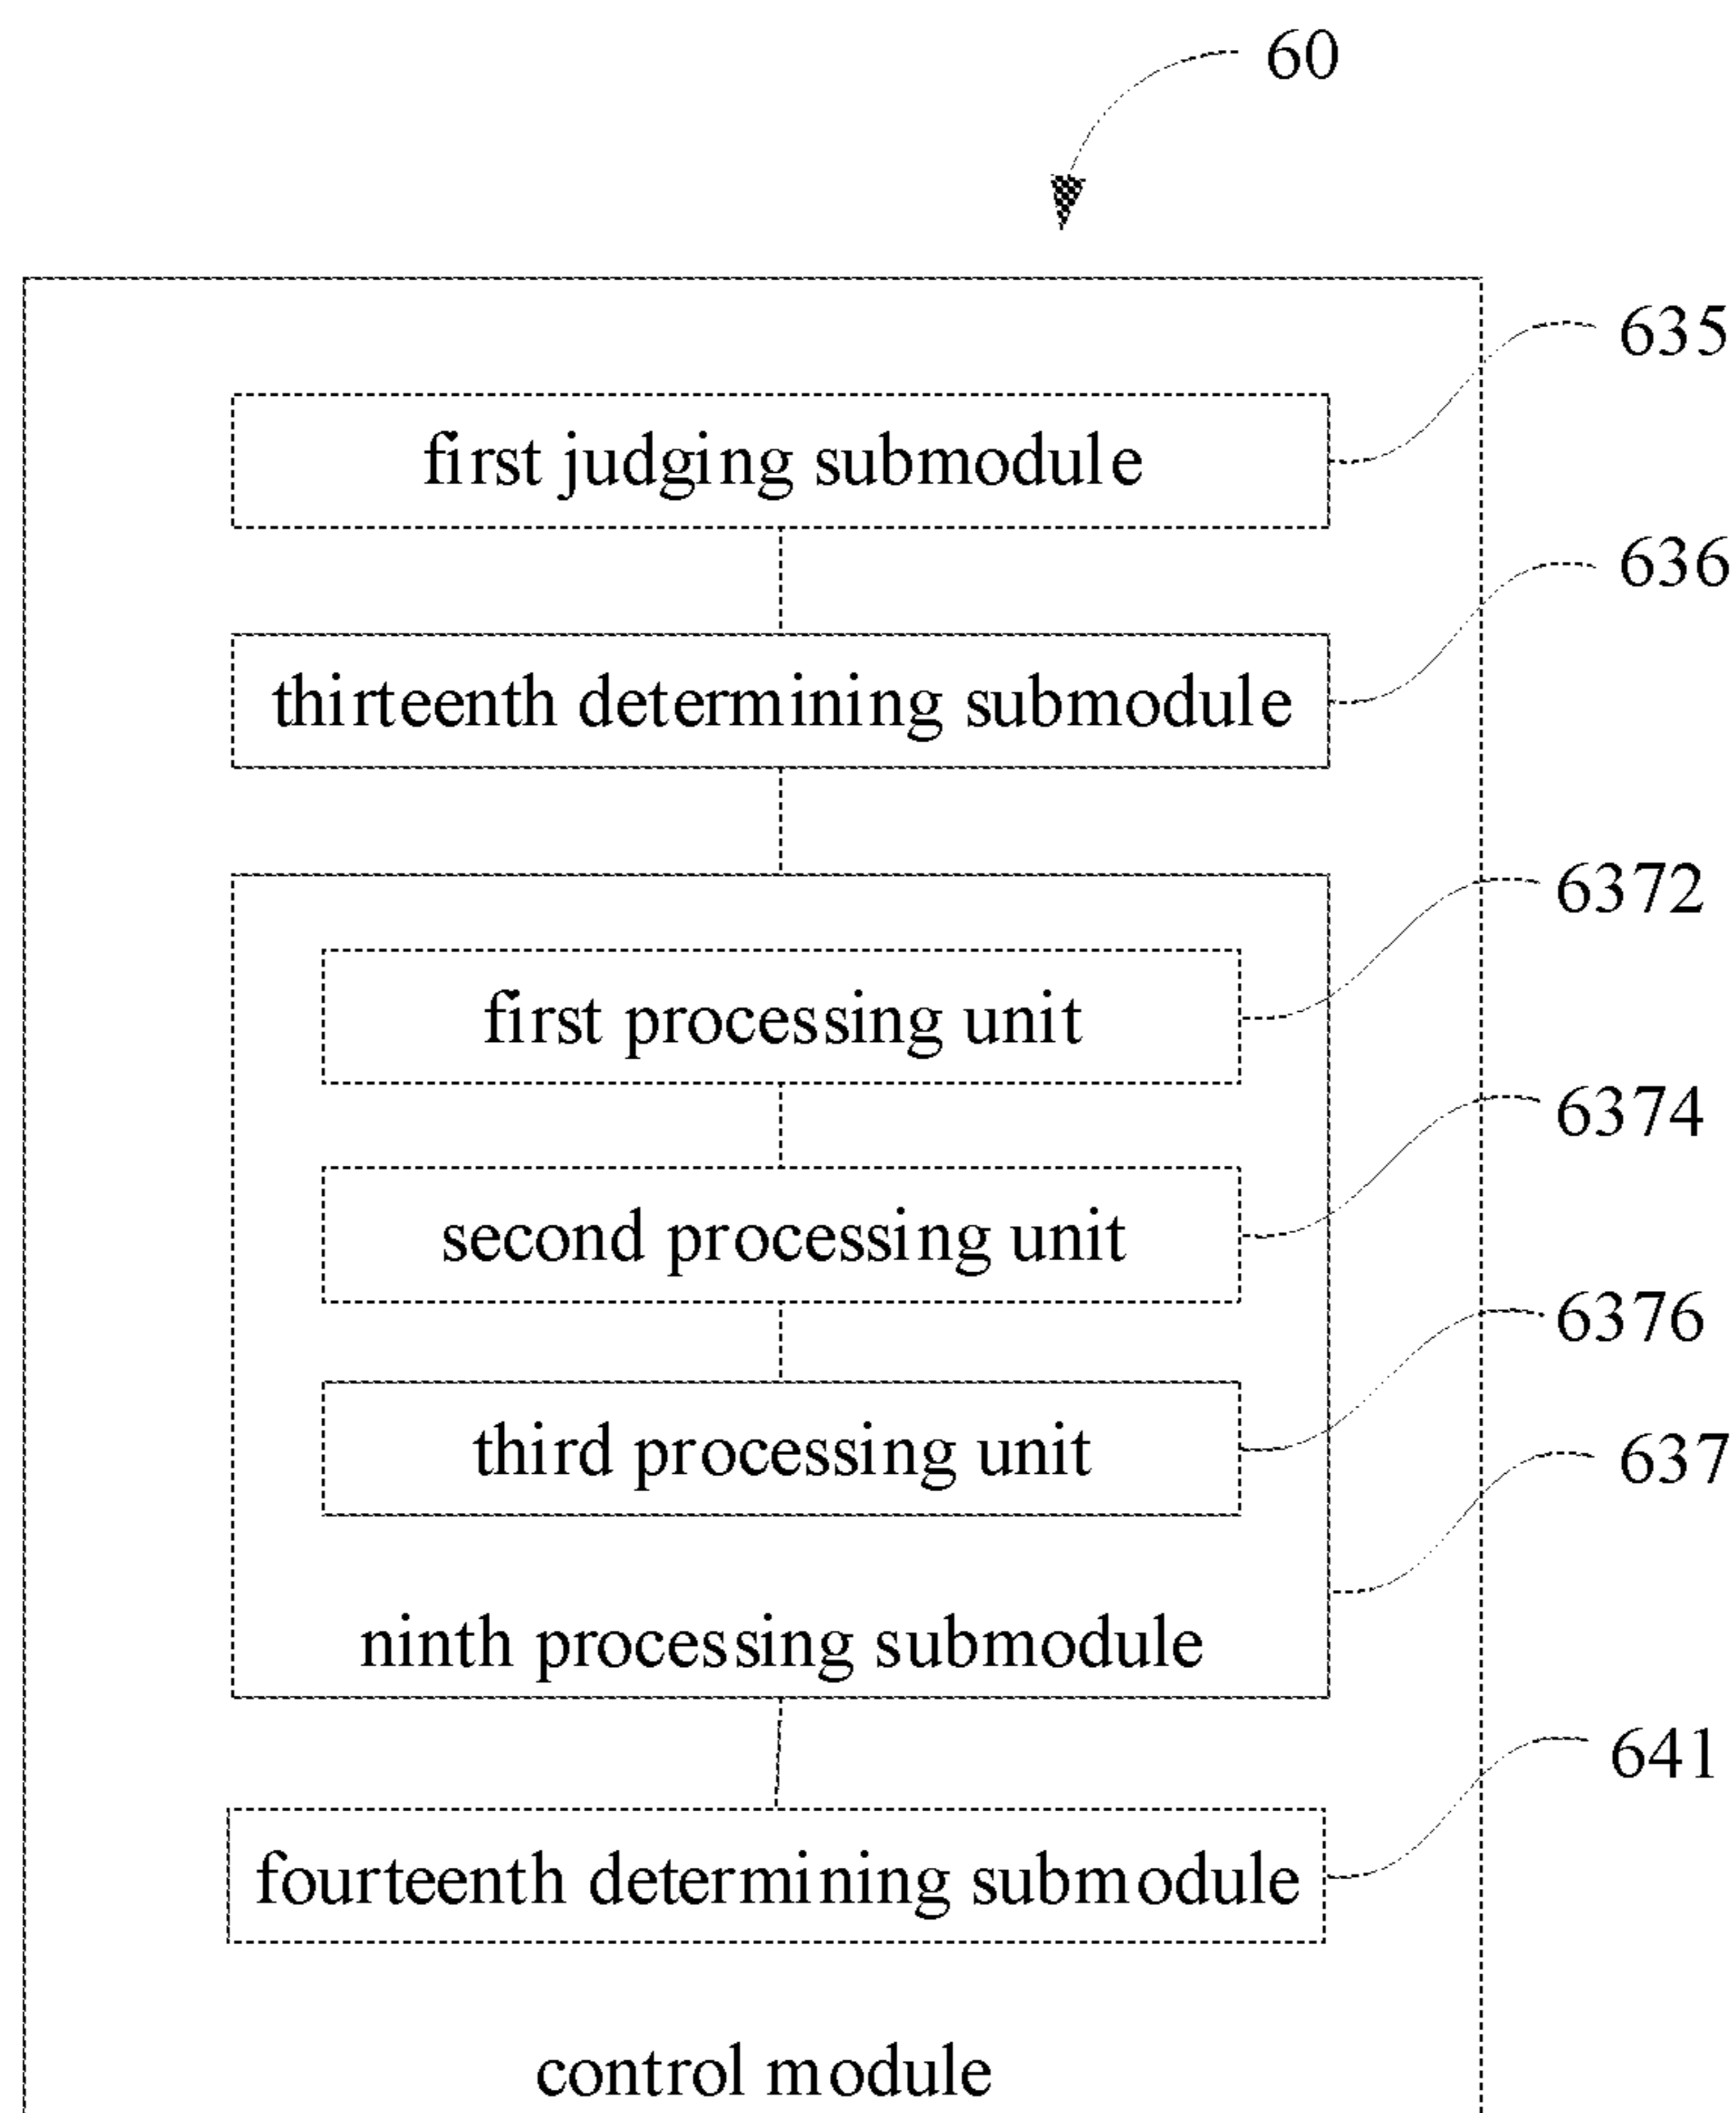 60
635
first judging submodule
636
thirteenth determining submodule
6372
first processing unit
6374
second processing unit
6376
third processing unit
637
ninth processing submodule
641
fourteenth determining submodule
control module